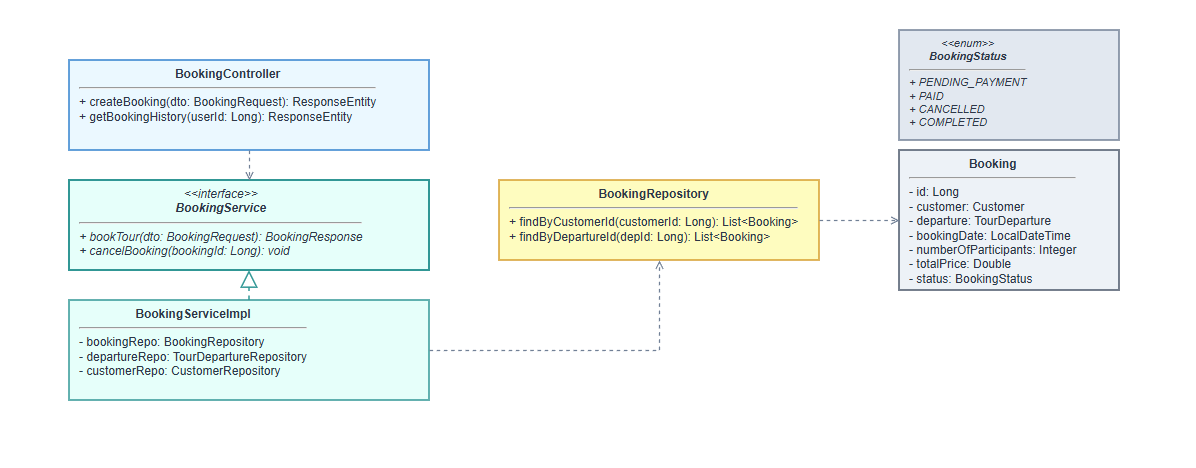 BookingController
+ createBooking(dto: BookingRequest): ResponseEntity
+ getBookingHistory(userId: Long): ResponseEntity
<<interface>>
BookingService
+ bookTour(dto: BookingRequest): BookingResponse
+ cancelBooking(bookingId: Long): void
BookingServiceImpl
- bookingRepo: BookingRepository
- departureRepo: TourDepartureRepository
- customerRepo: CustomerRepository
BookingRepository
+ findByCustomerId(customerId: Long): List<Booking>
+ findByDepartureId(depId: Long): List<Booking>
<<enum>>
BookingStatus
+ PENDING_PAYMENT
+ PAID
+ CANCELLED
+ COMPLETED
Booking
- id: Long
- customer: Customer
- departure: TourDeparture
- bookingDate: LocalDateTime
- numberOfParticipants: Integer
- totalPrice: Double
- status: BookingStatus